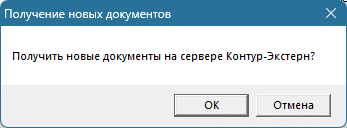 Получение новых документов
Получить новые документы на сервере Контур-Экстерн?
ОК
Отмена